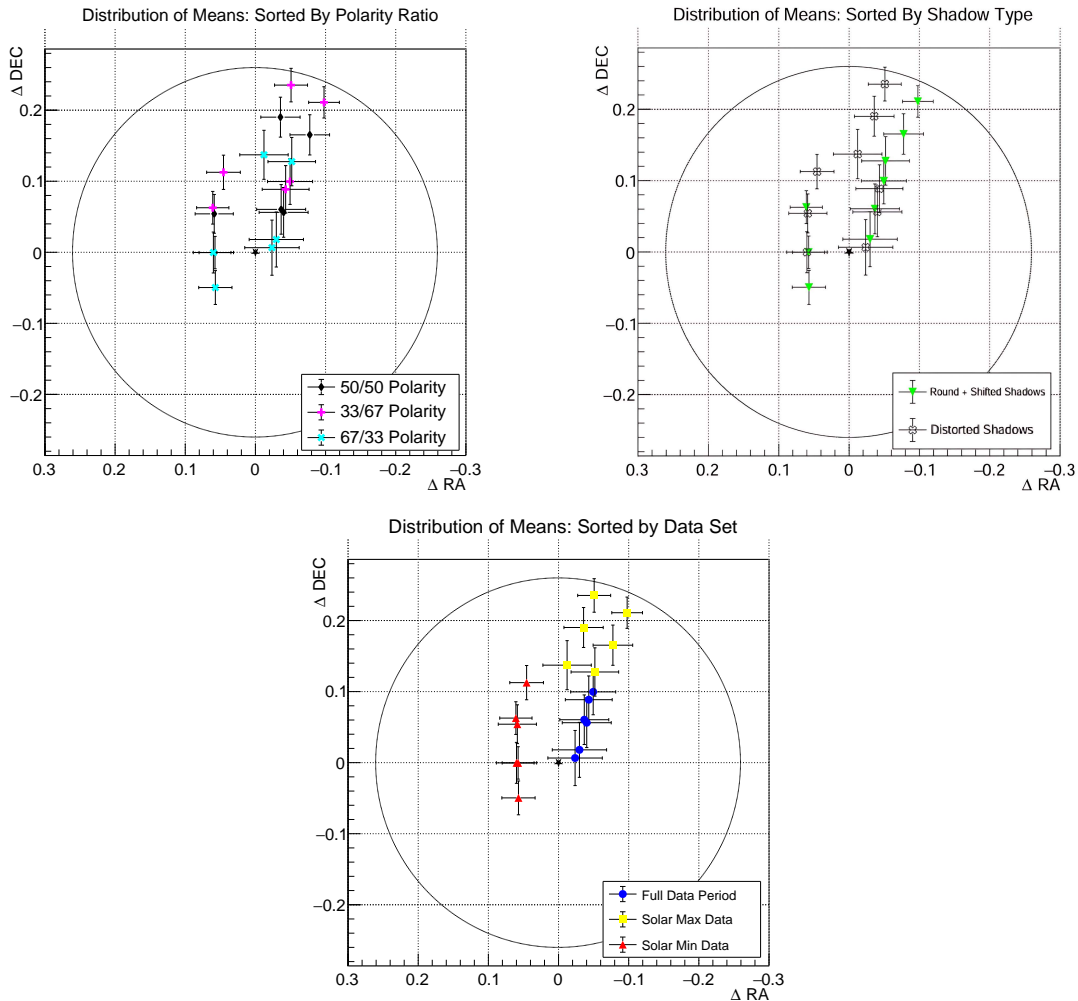 Distribution of Means: Sorted By Polarity Ratio
Δ DEC
0.2
0.1
0
−0.1
−0.2
50/50 Polarity
33/67 Polarity
67/33 Polarity
0.3 0.2 0.1 0 −0.1 −0.2 −0.3
Δ RA
Distribution of Means: Sorted By Shadow Type
Δ DEC
0.2
0.1
0
−0.1
−0.2
Round + Shifted Shadows
Distorted Shadows
0.3 0.2 0.1 0 −0.1 −0.2 −0.3
Δ RA
Distribution of Means: Sorted by Data Set
Δ DEC
0.2
0.1
0
−0.1
−0.2
Full Data Period
Solar Max Data
Solar Min Data
0.3 0.2 0.1 0 −0.1 −0.2 −0.3
Δ RA